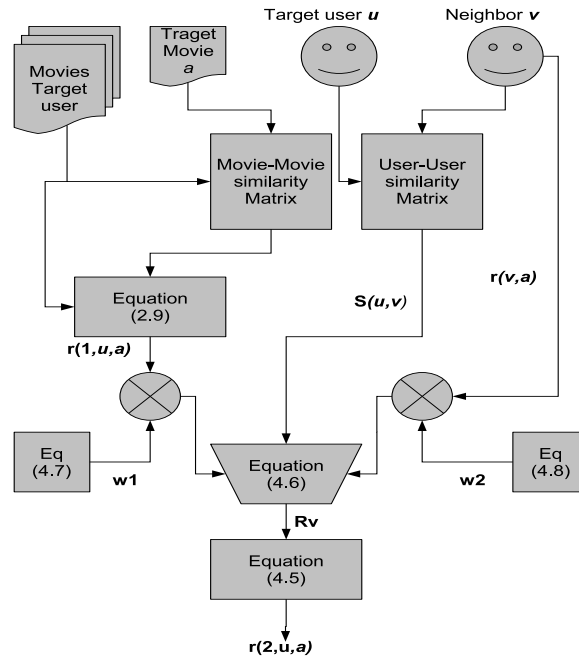 Target user u
Neighbor v
Traget
Movie
a
Movies
Target
user
Movie-Movie
similarity
Matrix
User-User
similarity
Matrix
r(v,a)
S(u,v)
Equation
(2.9)
r(1,u,a)
Eq
(4.7)
w1
Equation
(4.6)
w2
Eq
(4.8)
Rv
Equation
(4.5)
r(2,u,a)